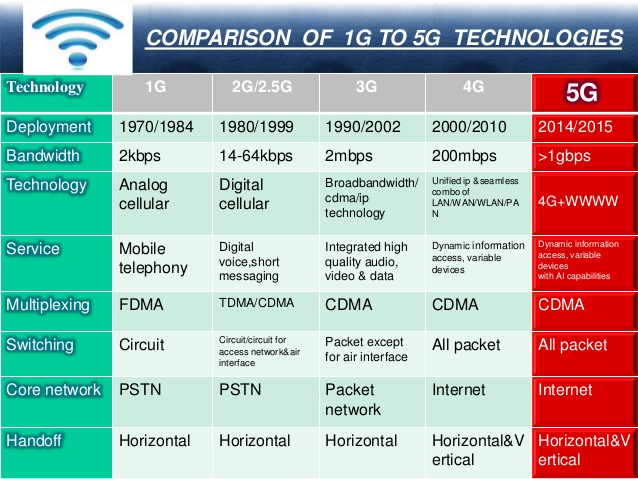 COMPARISON OF 1G TO 5G TECHNOLOGIES
Technology 1G 2G/2.5G 3G 4G 5G
Deployment 1970/1984 1980/1999 1990/2002 2000/2010 2014/2015
Bandwidth 2kbps 14-64kbps 2mbps 200mbps >1gbps
Technology
Analog
cellular
Digital
cellular
Broadbandwidth/
cdma/ip
technology
Unified ip &seamless
combo of
LAN/WAN/WLAN/PA
N
4G+WWWW
Service
Mobile
telephony
Digital
voice,short
messaging
Integrated high
quality audio,
video & data
Dynamic information
access, variable
devices
Dynamic information
access, variable
devices
with AI capabilities
Multiplexing FDMA TDMA/CDMA CDMA CDMA CDMA
Switching
Circuit
Circuit/circuit for
access network&air
interface
Packet except
for air interface
All packet
All packet
Core network
PSTN
PSTN
Packet
network
Internet
Internet
Handoff
Horizontal
Horizontal
Horizontal
Horizontal&V
ertical
Horizontal&V
ertical